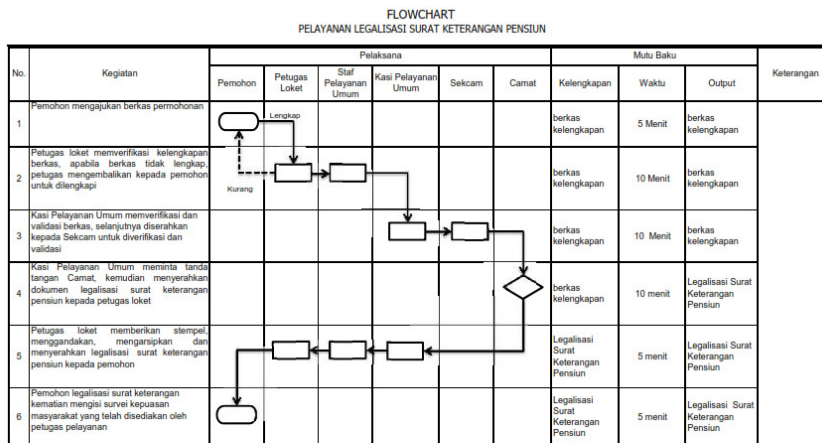 FLOWCHART
PELAYANAN LEGALISASI SURAT KETERANGAN PENSIUN
No.
Kegiatan
Pelaksana
Mutu Baku
Keterangan
Pemohon
Petugas
Loket
Staf
Pelayanan
Umum
Kasi Pelayanan
Umum
Sekcam
Camat
Kelengkapan
Waktu
Output
1
Pemohon mengajukan berkas permohonan
Lengkap
berkas
kelengkapan
5 Menit
berkas
kelengkapan
2
Petugas loket memverifikasi kelengkapan
berkas, apabila berkas tidak lengkap,
petugas mengembalikan kepada pemohon
untuk dilengkapi
Kurang
berkas
kelengkapan
10 Menit
berkas
kelengkapan
3
Kasi Pelayanan Umum memverifikasi dan
validasi berkas, selanjutnya diserahkan
kepada Sekcam untuk diverifikasi dan
validasi
berkas
kelengkapan
10 Menit
berkas
kelengkapan
4
Kasi Pelayanan Umum meminta tanda
tangan Camat, kemudian menyerahkan
dokumen legalisasi surat keterangan
pensiun kepada petugas loket
berkas
kelengkapan
10 menit
Legalisasi Surat
Keterangan
Pensiun
5
Petugas loket memberikan stempel,
menggandakan, mengarsipkan dan
menyerahkan legalisasi surat keterangan
pensiun kepada pemohon
Legalisasi
Surat
Keterangan
Pensiun
5 menit
Legalisasi Surat
Keterangan
Pensiun
6
Pemohon legalisasi surat keterangan
kematian mengisi survei kepuasan
masyarakat yang telah disediakan oleh
petugas pelayanan
Legalisasi
Surat
Keterangan
Pensiun
5 menit
Legalisasi Surat
Keterangan
Pensiun